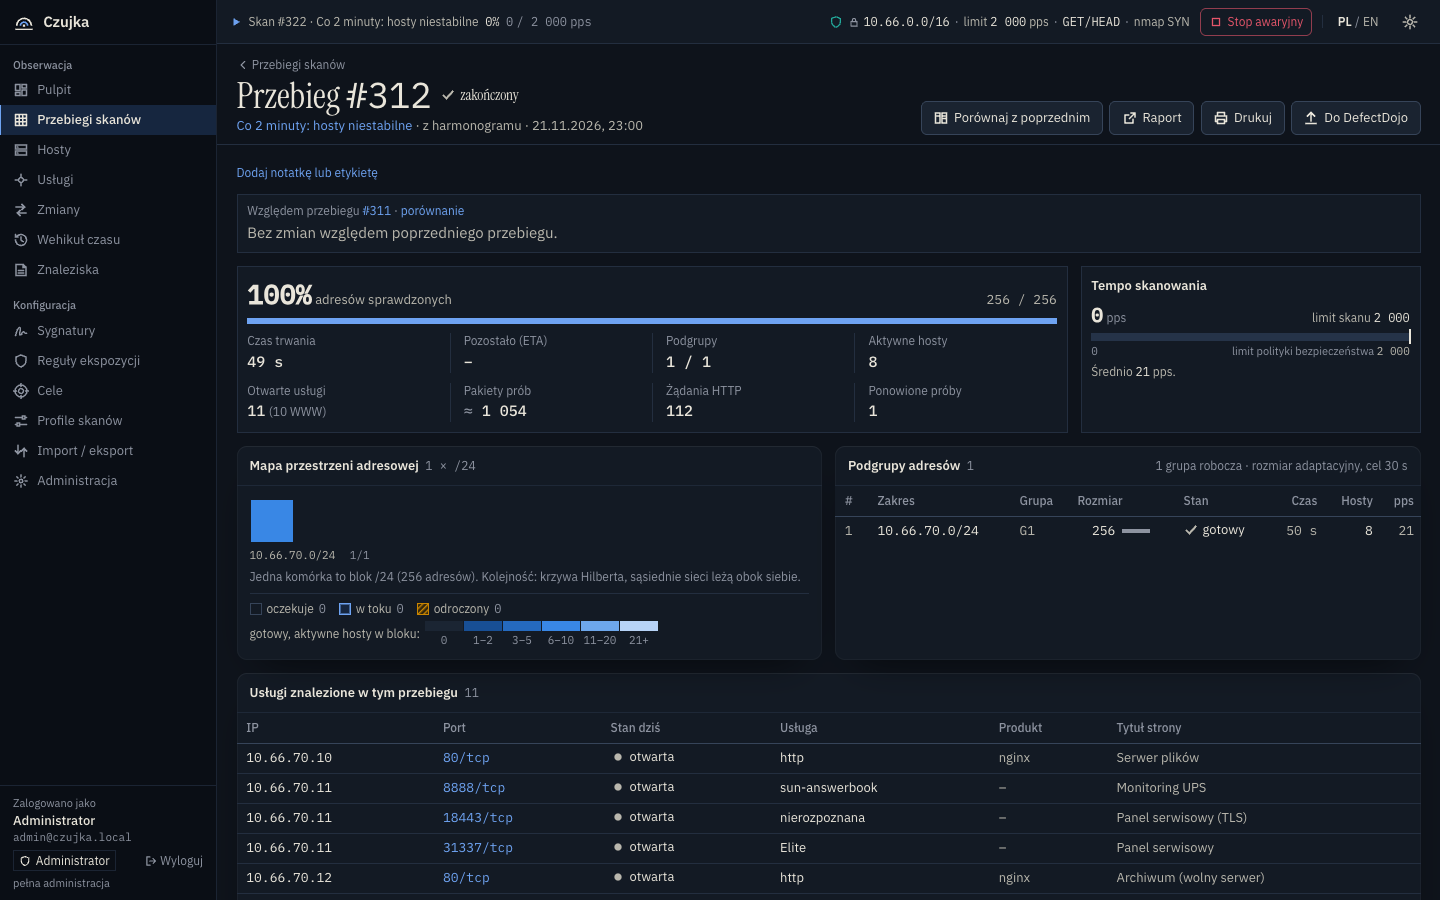 Czujka
Skan #322 · Co 2 minuty: hosty niestabilne 0% 0 / 2 000 pps
10.66.0.0/16 · limit 2 000 pps · GET/HEAD · nmap SYN
Stop awaryjny
PL / EN
Obserwacja
Pulpit
Przebiegi skanów
Hosty
Usługi
Zmiany
Wehikuł czasu
Znaleziska
Konfiguracja
Sygnatury
Reguły ekspozycji
Cele
Profile skanów
Import / eksport
Administracja
Zalogowano jako
Administrator
admin@czujka.local
Administrator
Wyloguj
pełna administracja
Przebiegi skanów
Przebieg #312 zakończony
Co 2 minuty: hosty niestabilne · z harmonogramu · 21.11.2026, 23:00
Porównaj z poprzednim
Raport
Drukuj
Do DefectDojo
Dodaj notatkę lub etykietę
Względem przebiegu #311 · porównanie
Bez zmian względem poprzedniego przebiegu.
100% adresów sprawdzonych 256 / 256
Czas trwania Pozostało (ETA) Podgrupy Aktywne hosty
49 s – 1 / 1 8
Otwarte usługi Pakiety prób Żądania HTTP Ponowione próby
11 (10 WWW) ≈ 1 054 112 1
Tempo skanowania
0 pps limit skanu 2 000
0 limit polityki bezpieczeństwa 2 000
Średnio 21 pps.
Mapa przestrzeni adresowej 1 × /24
10.66.70.0/24 1/1
Jedna komórka to blok /24 (256 adresów). Kolejność: krzywa Hilberta, sąsiednie sieci leżą obok siebie.
oczekuje 0 w toku 0 odroczony 0
gotowy, aktywne hosty w bloku:
0 1–2 3–5 6–10 11–20 21+
Podgrupy adresów 1
1 grupa robocza · rozmiar adaptacyjny, cel 30 s
# Zakres Grupa Rozmiar Stan Czas Hosty pps
1 10.66.70.0/24 G1 256 gotowy 50 s 8 21
Usługi znalezione w tym przebiegu 11
IP Port Stan dziś Usługa Produkt Tytuł strony
10.66.70.10 80/tcp otwarta http nginx Serwer plików
10.66.70.11 8888/tcp otwarta sun-answerbook – Monitoring UPS
10.66.70.11 18443/tcp otwarta nierozpoznana – Panel serwisowy (TLS)
10.66.70.11 31337/tcp otwarta Elite – Panel serwisowy
10.66.70.12 80/tcp otwarta http nginx Archiwum (wolny serwer)